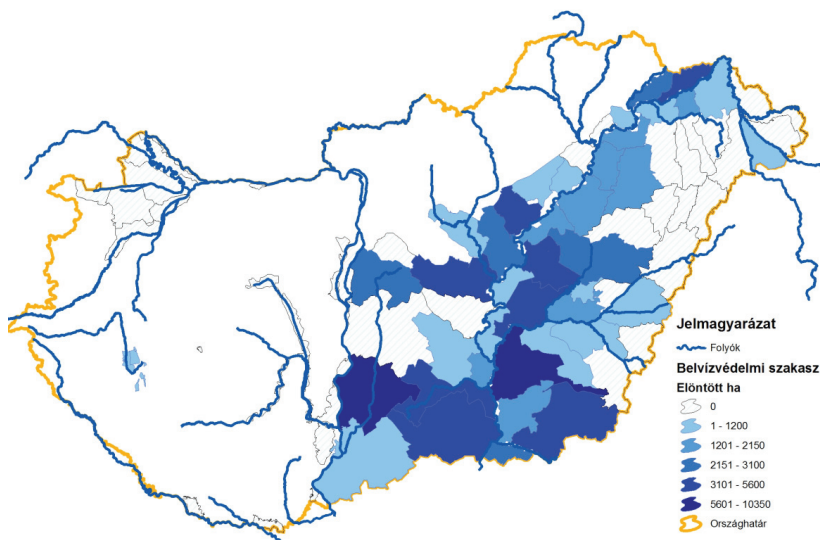 Jelmagyarázat
Folyók
Belvízvédelmi szakasz
Elöntött ha
0
1 - 1200
1201 - 2150
2151 - 3100
3101 - 5600
5601 - 10350
Országhatár